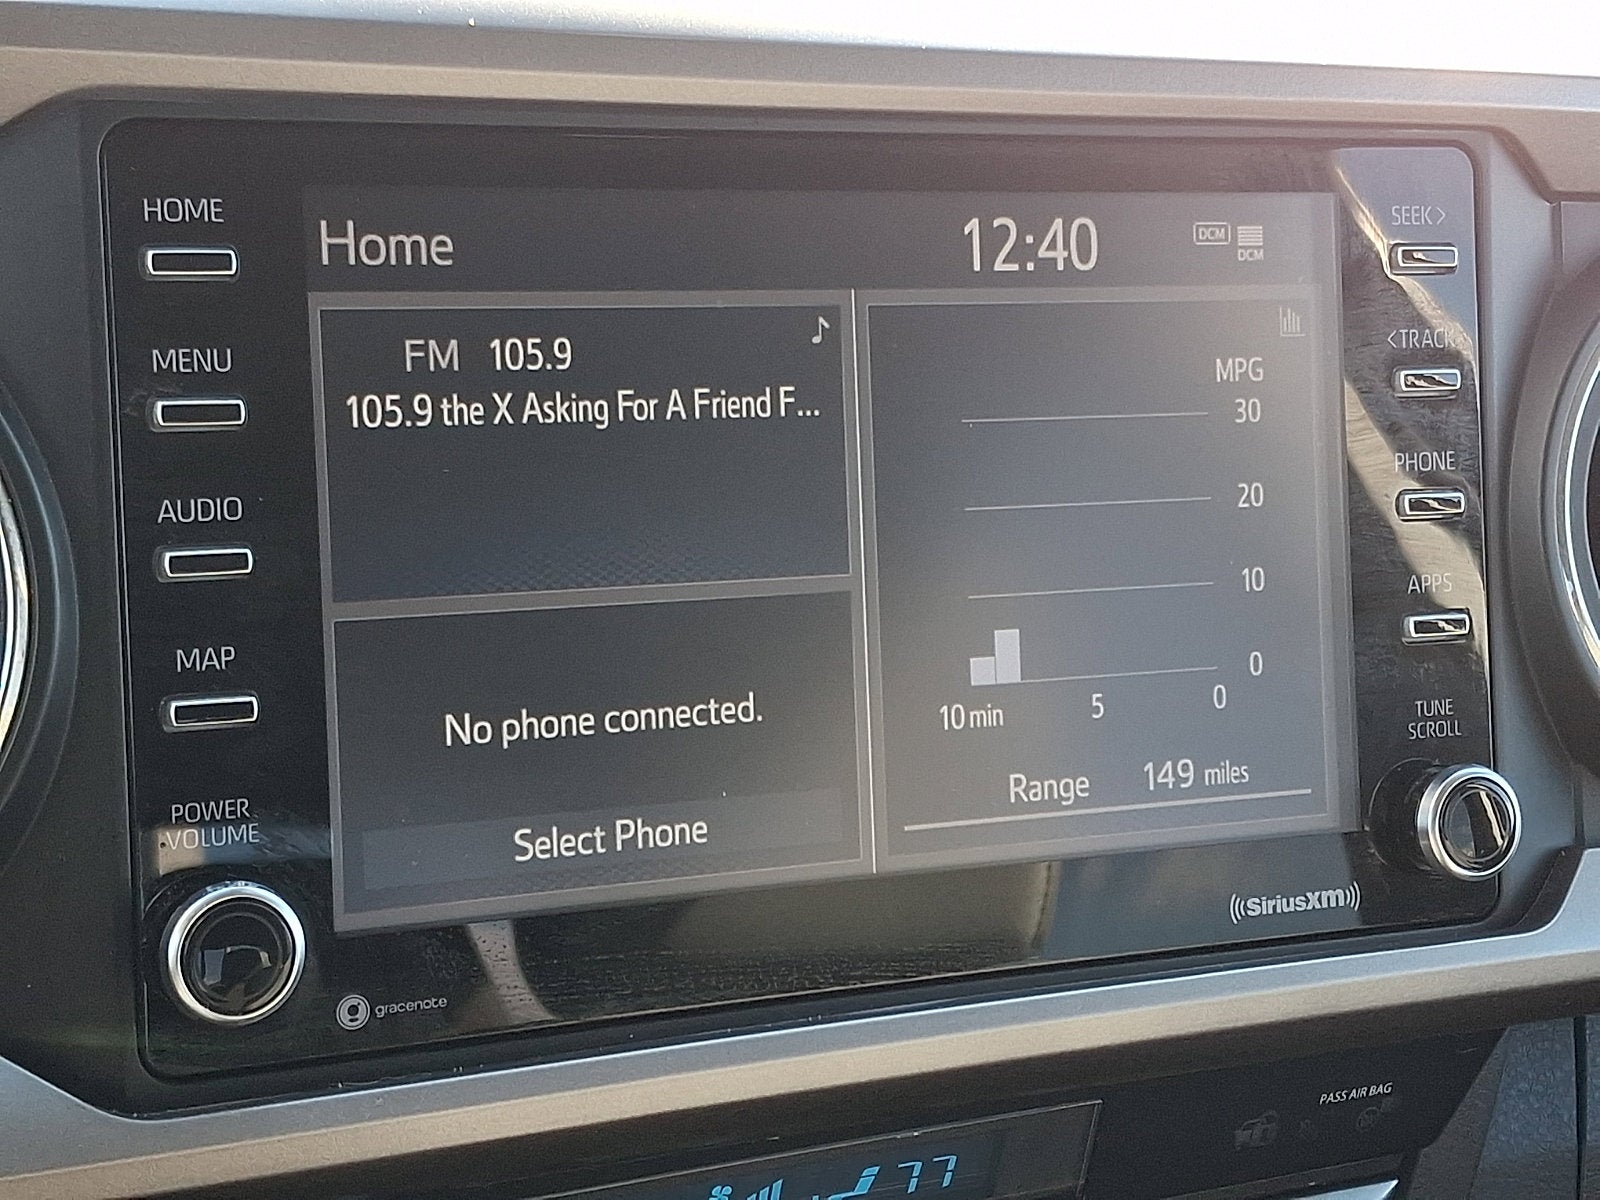 HOME
MENU
AUDIO
MAP
POWER
VOLUME
Home
12:40
DCM
DCM
FM 105.9
105.9 the X Asking For A Friend F...
No phone connected.
Select Phone
MPG
30
20
10
0
10 min 5 0
Range 149 miles
SEEK >
< TRACK
PHONE
APPS
TUNE
SCROLL
gracenote
((SiriusXM))
PASS AIR BAG
77